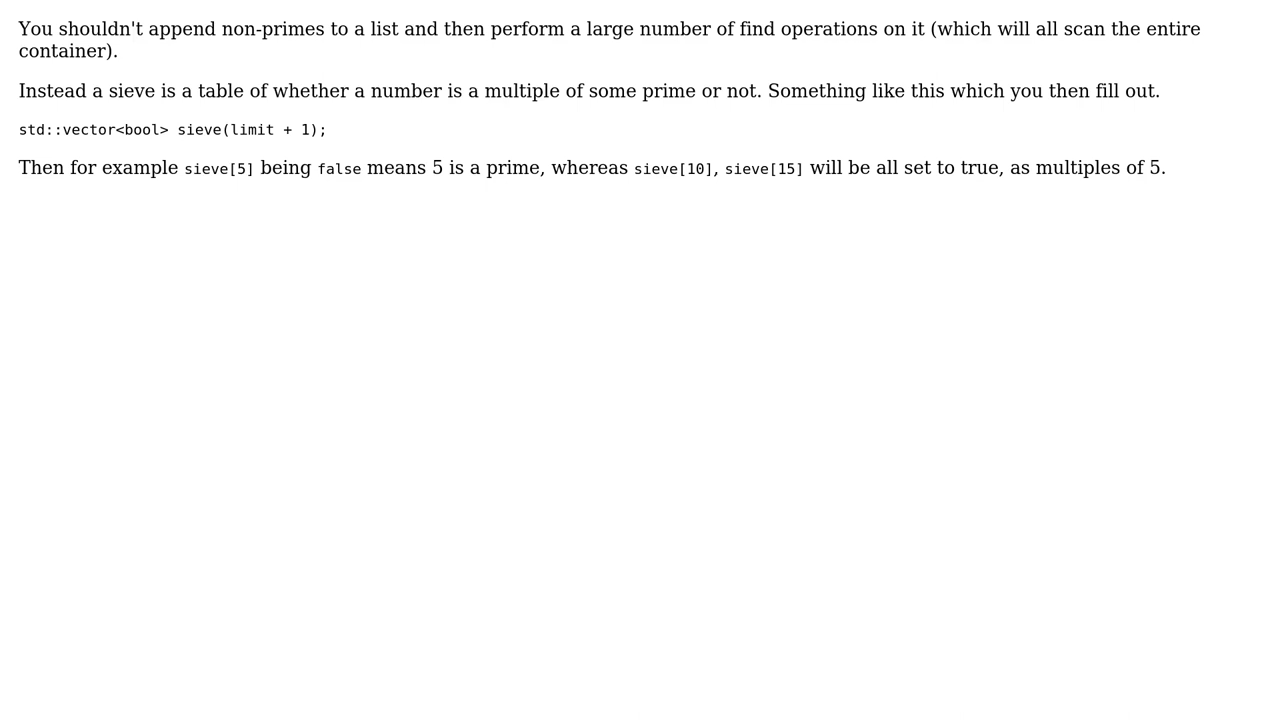 You shouldn't append non-primes to a list and then perform a large number of find operations on it (which will all scan the entire
container).
Instead a sieve is a table of whether a number is a multiple of some prime or not. Something like this which you then fill out.
std::vector<bool> sieve(limit + 1);
Then for example sieve[5] being false means 5 is a prime, whereas sieve[10], sieve[15] will be all set to true, as multiples of 5.